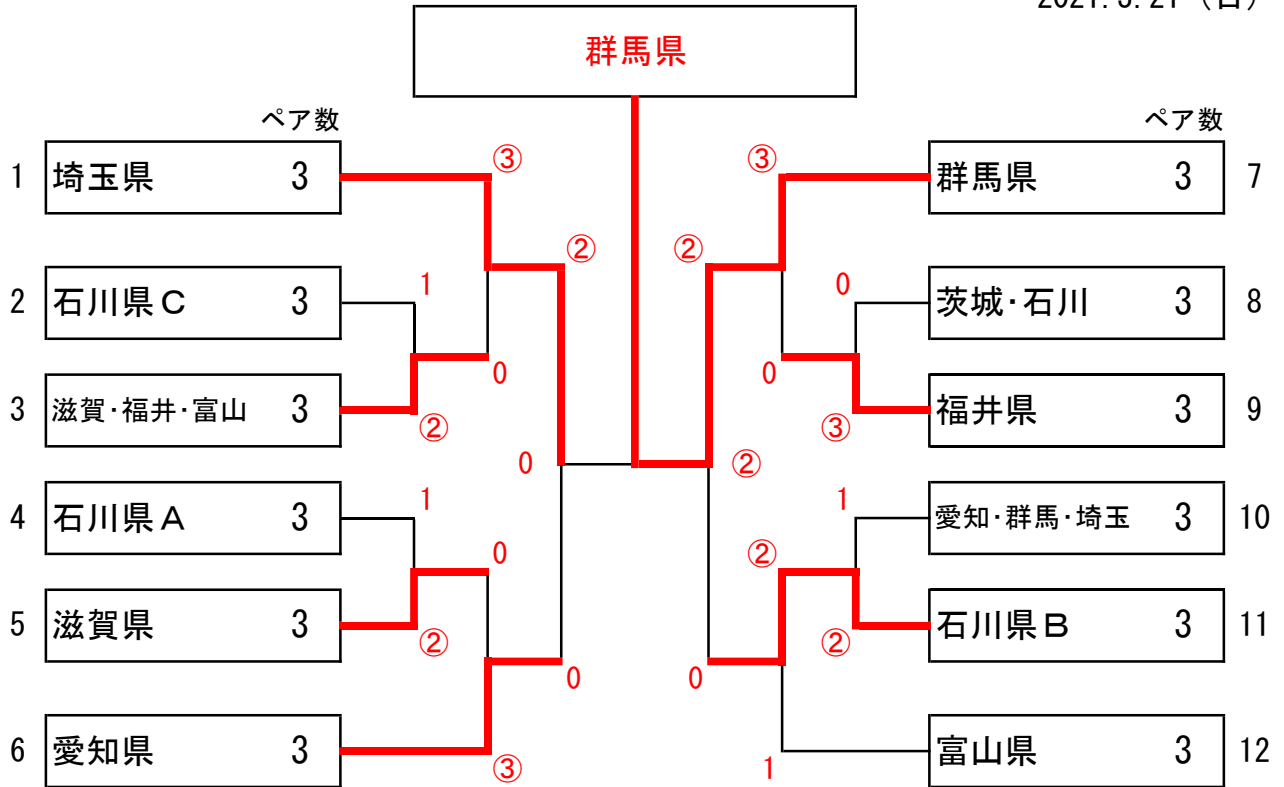 群馬県
ペア数
ペア数
1 埼玉県 3 ③ ③ 群馬県 3 7
② ②
2 石川県C 3 1 0 茨城・石川 3 8
0 0
3 滋賀・福井・富山 3 ② ③ 福井県 3 9
0 ②
4 石川県A 3 1 1 愛知・群馬・埼玉 3 10
0 ②
5 滋賀県 3 ② ② 石川県B 3 11
0 0
6 愛知県 3 ③ 1 富山県 3 12